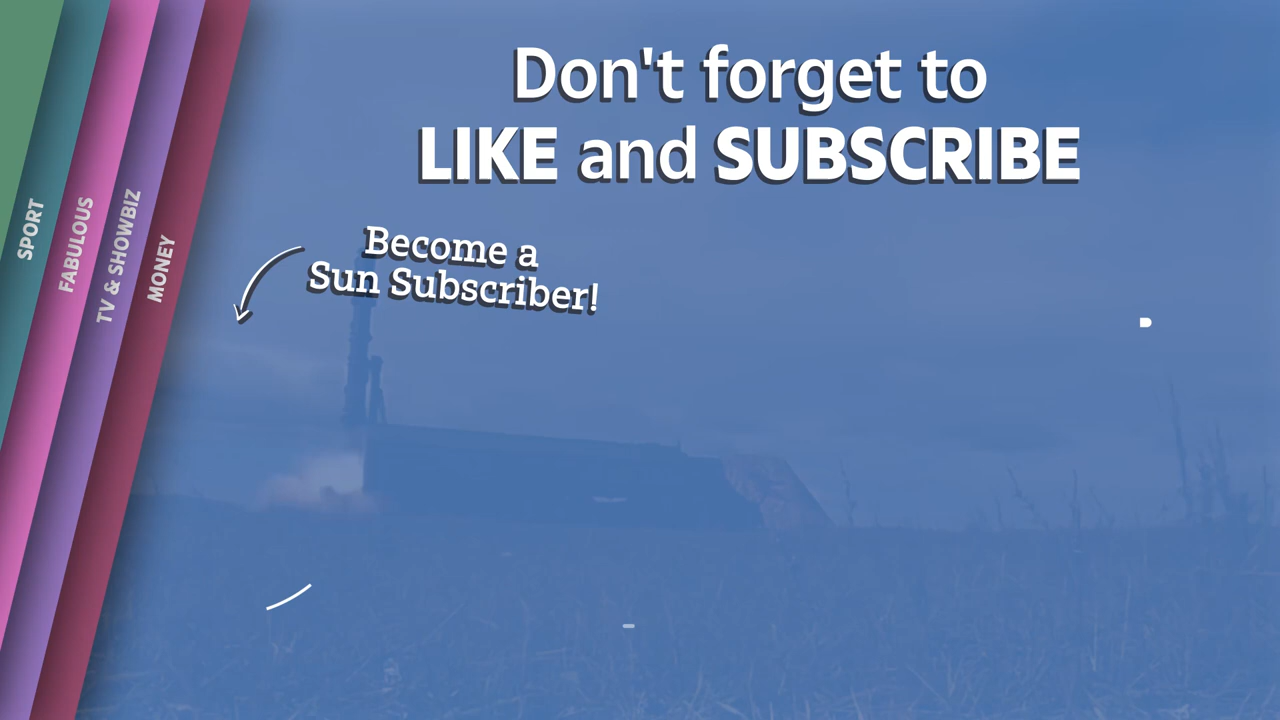 Don't forget to
LIKE and SUBSCRIBE
Become a
Sun Subscriber!
SPORT
FABULOUS
TV & SHOWBIZ
MONEY